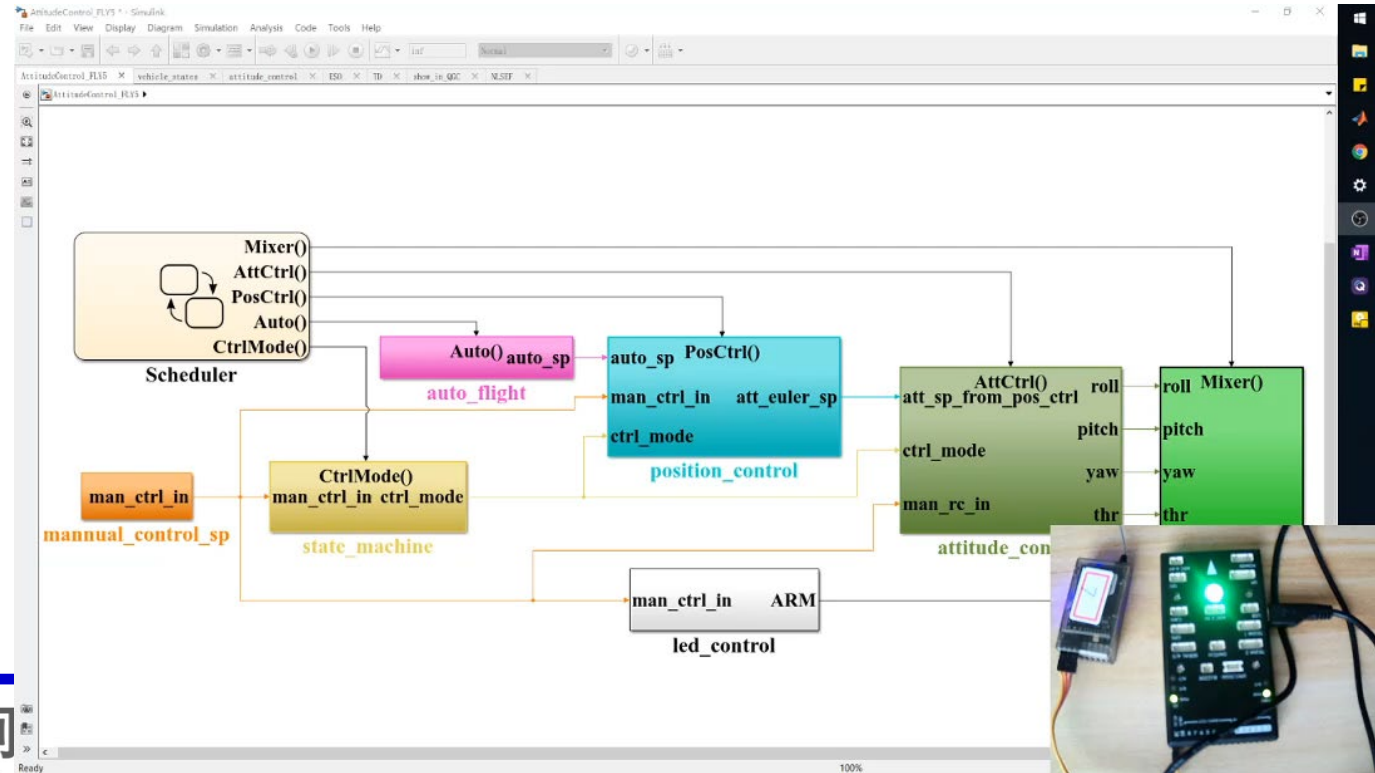 AttitudeControl_FLY5 * - Simulink
File Edit View Display Diagram Simulation Analysis Code Tools Help
inf Normal
AttitudeControl_FLY5 vehicle_states attitude_control ESO TD show_in_QGC NLSEF
AttitudeControl_FLY5
Mixer()
AttCtrl()
PosCtrl()
Auto()
CtrlMode()
Scheduler
Auto() auto_sp
auto_flight
auto_sp PosCtrl()
man_ctrl_in att_euler_sp
ctrl_mode
position_control
AttCtrl() roll
att_sp_from_pos_ctrl
pitch
ctrl_mode
yaw
man_rc_in
thr
roll Mixer()
pitch
yaw
thr
man_ctrl_in
mannual_control_sp
CtrlMode()
man_ctrl_in ctrl_mode
state_machine
man_ctrl_in ARM
led_control
Ready 100%